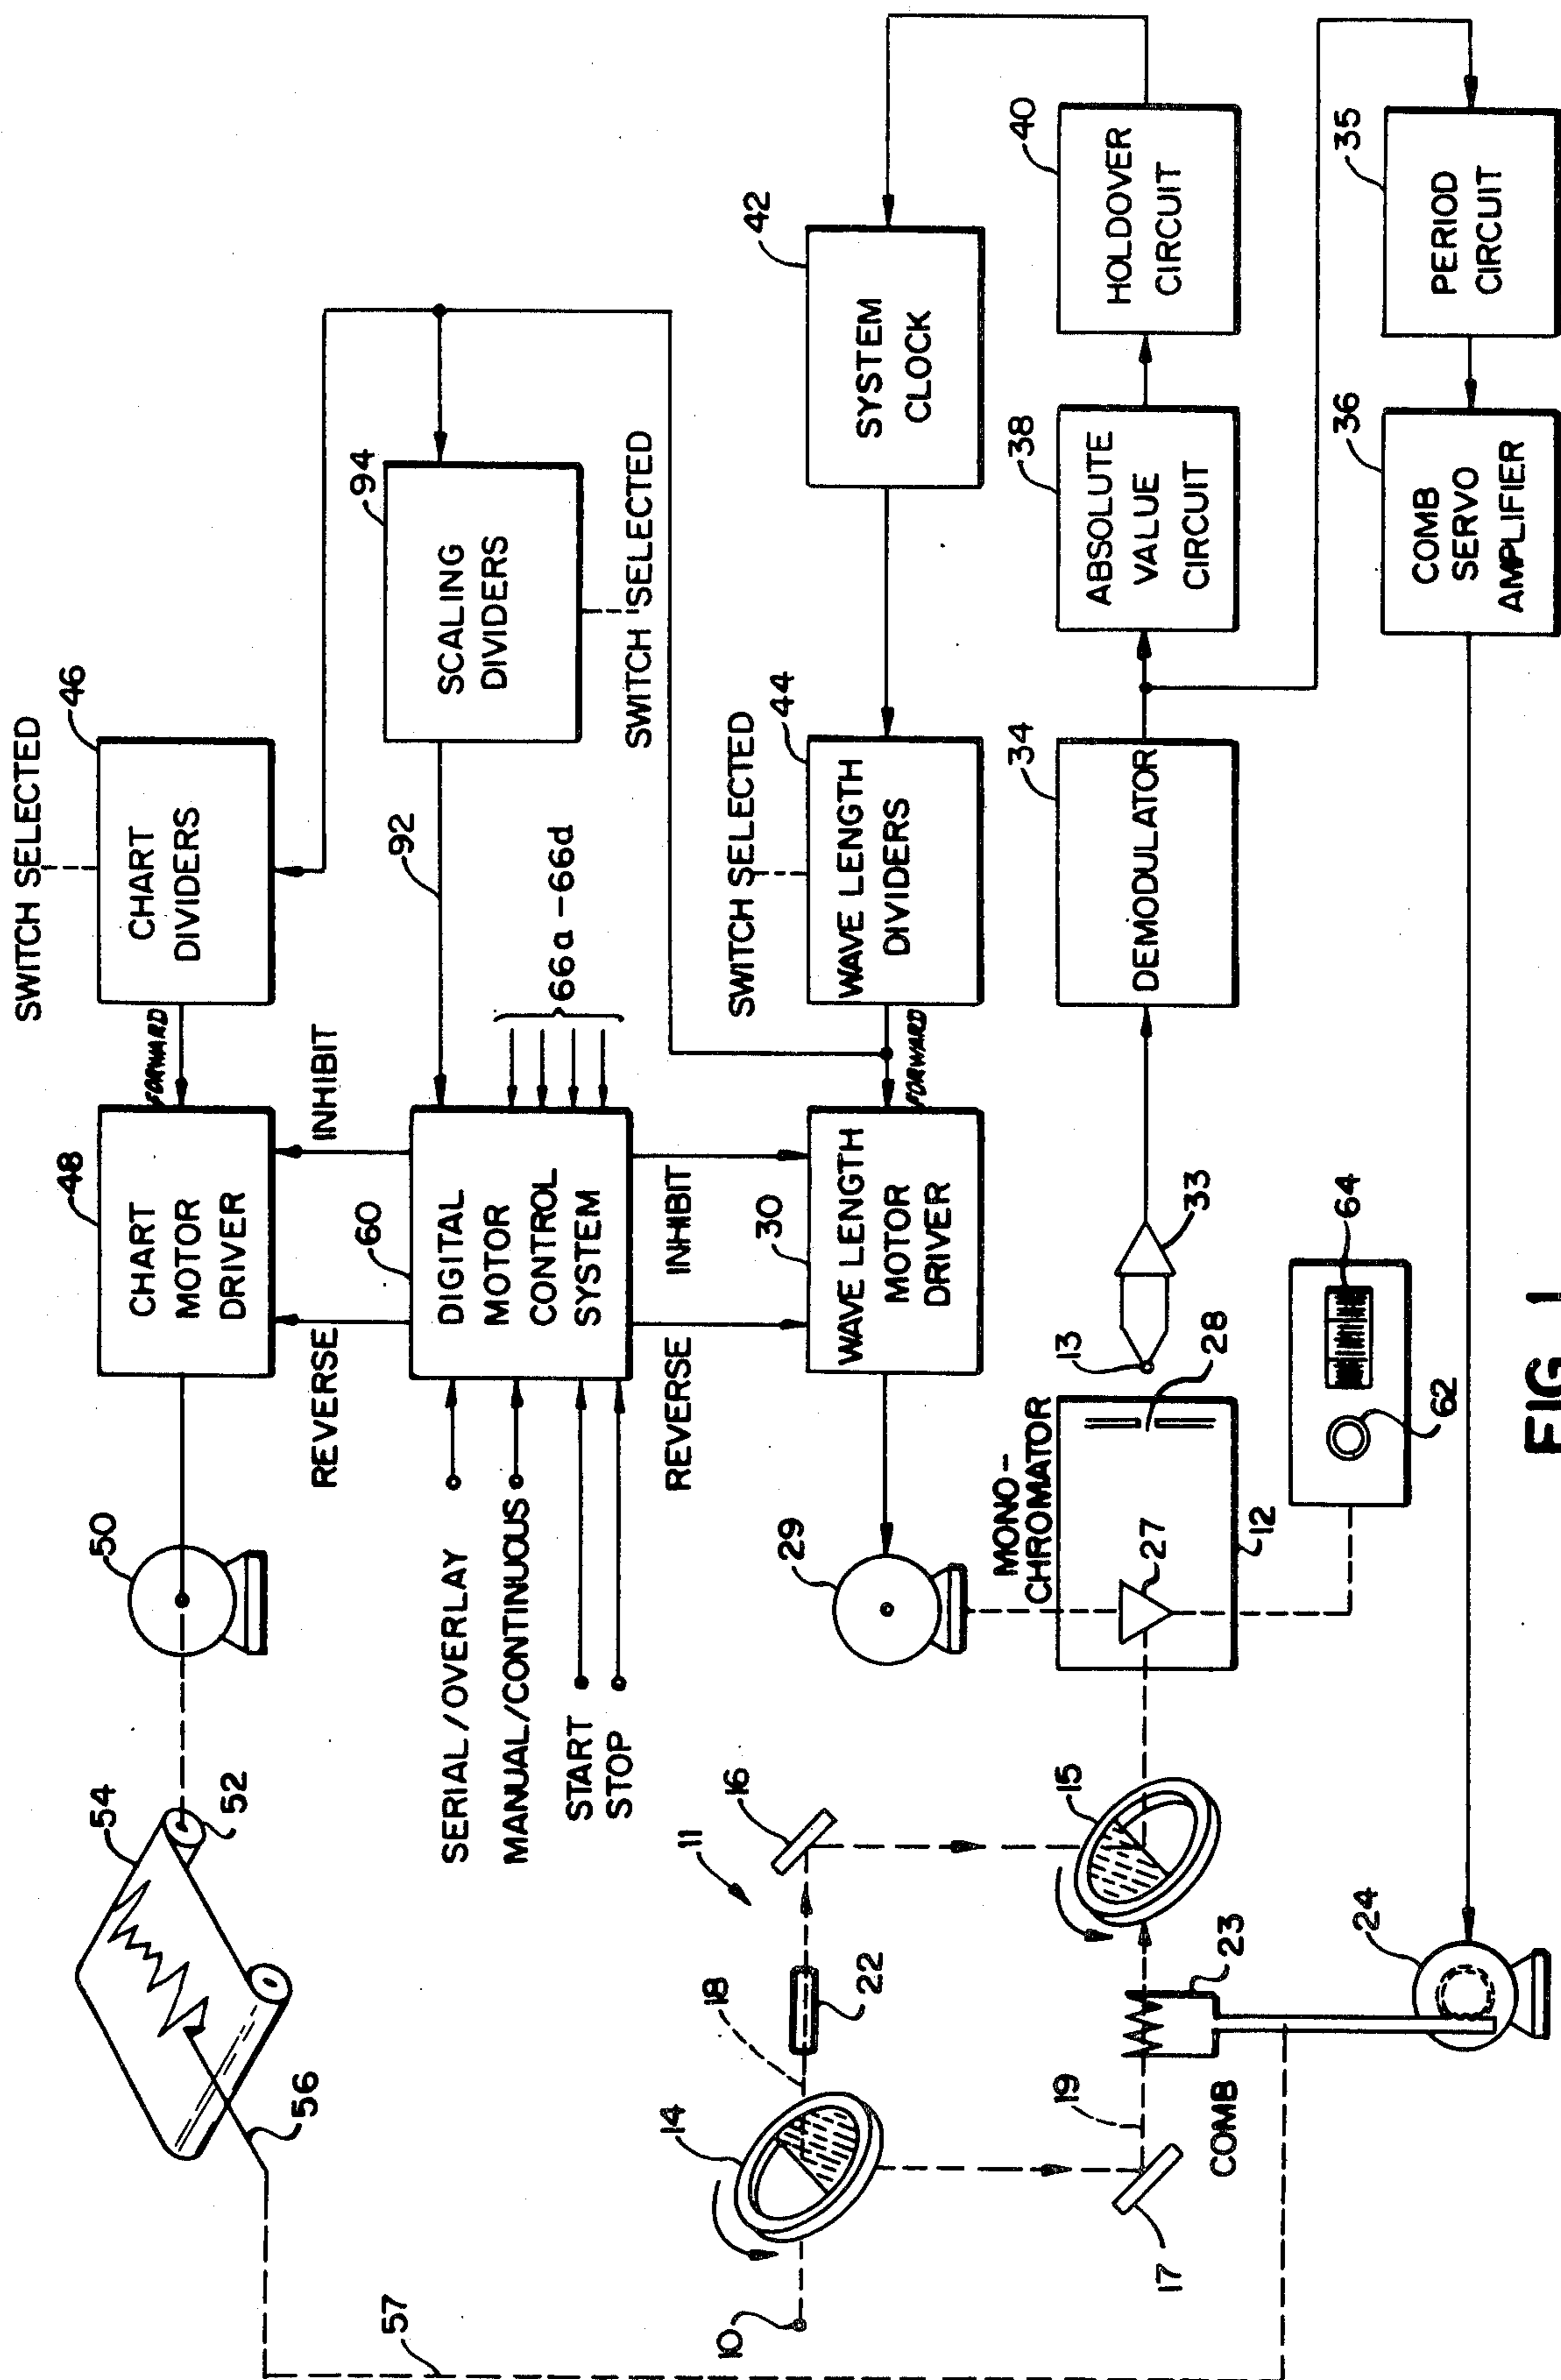 SWITCH SELECTED
54
52
50
48
CHART
MOTOR
DRIVER
FORWARD
46
CHART
DIVIDERS
56
57
REVERSE
INHIBIT
SERIAL/OVERLAY
MANUAL/CONTINUOUS
START
STOP
60
DIGITAL
MOTOR
CONTROL
SYSTEM
92
66a-66d
94
SCALING
DIVIDERS
SWITCH SELECTED
REVERSE
INHIBIT
SWITCH SELECTED
10
14
18
22
11
16
29
30
WAVE LENGTH
MOTOR
DRIVER
FORWARD
44
WAVE LENGTH
DIVIDERS
42
SYSTEM
CLOCK
17
19
COMB
23
15
MONO-
CHROMATOR
27
12
28
13
33
34
DEMODULATOR
38
ABSOLUTE
VALUE
CIRCUIT
40
HOLDOVER
CIRCUIT
24
62
64
36
COMB
SERVO
AMPLIFIER
35
PERIOD
CIRCUIT
FIG. 1